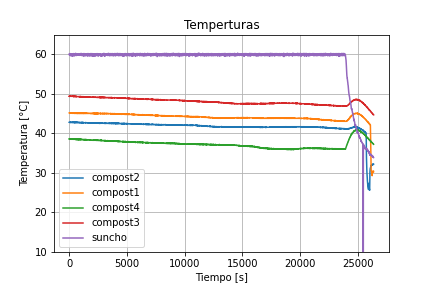 Temperturas
60
50
40
30
20
10
Temperatura [°C]
compost2
compost1
compost4
compost3
suncho
0 5000 10000 15000 20000 25000
Tiempo [s]